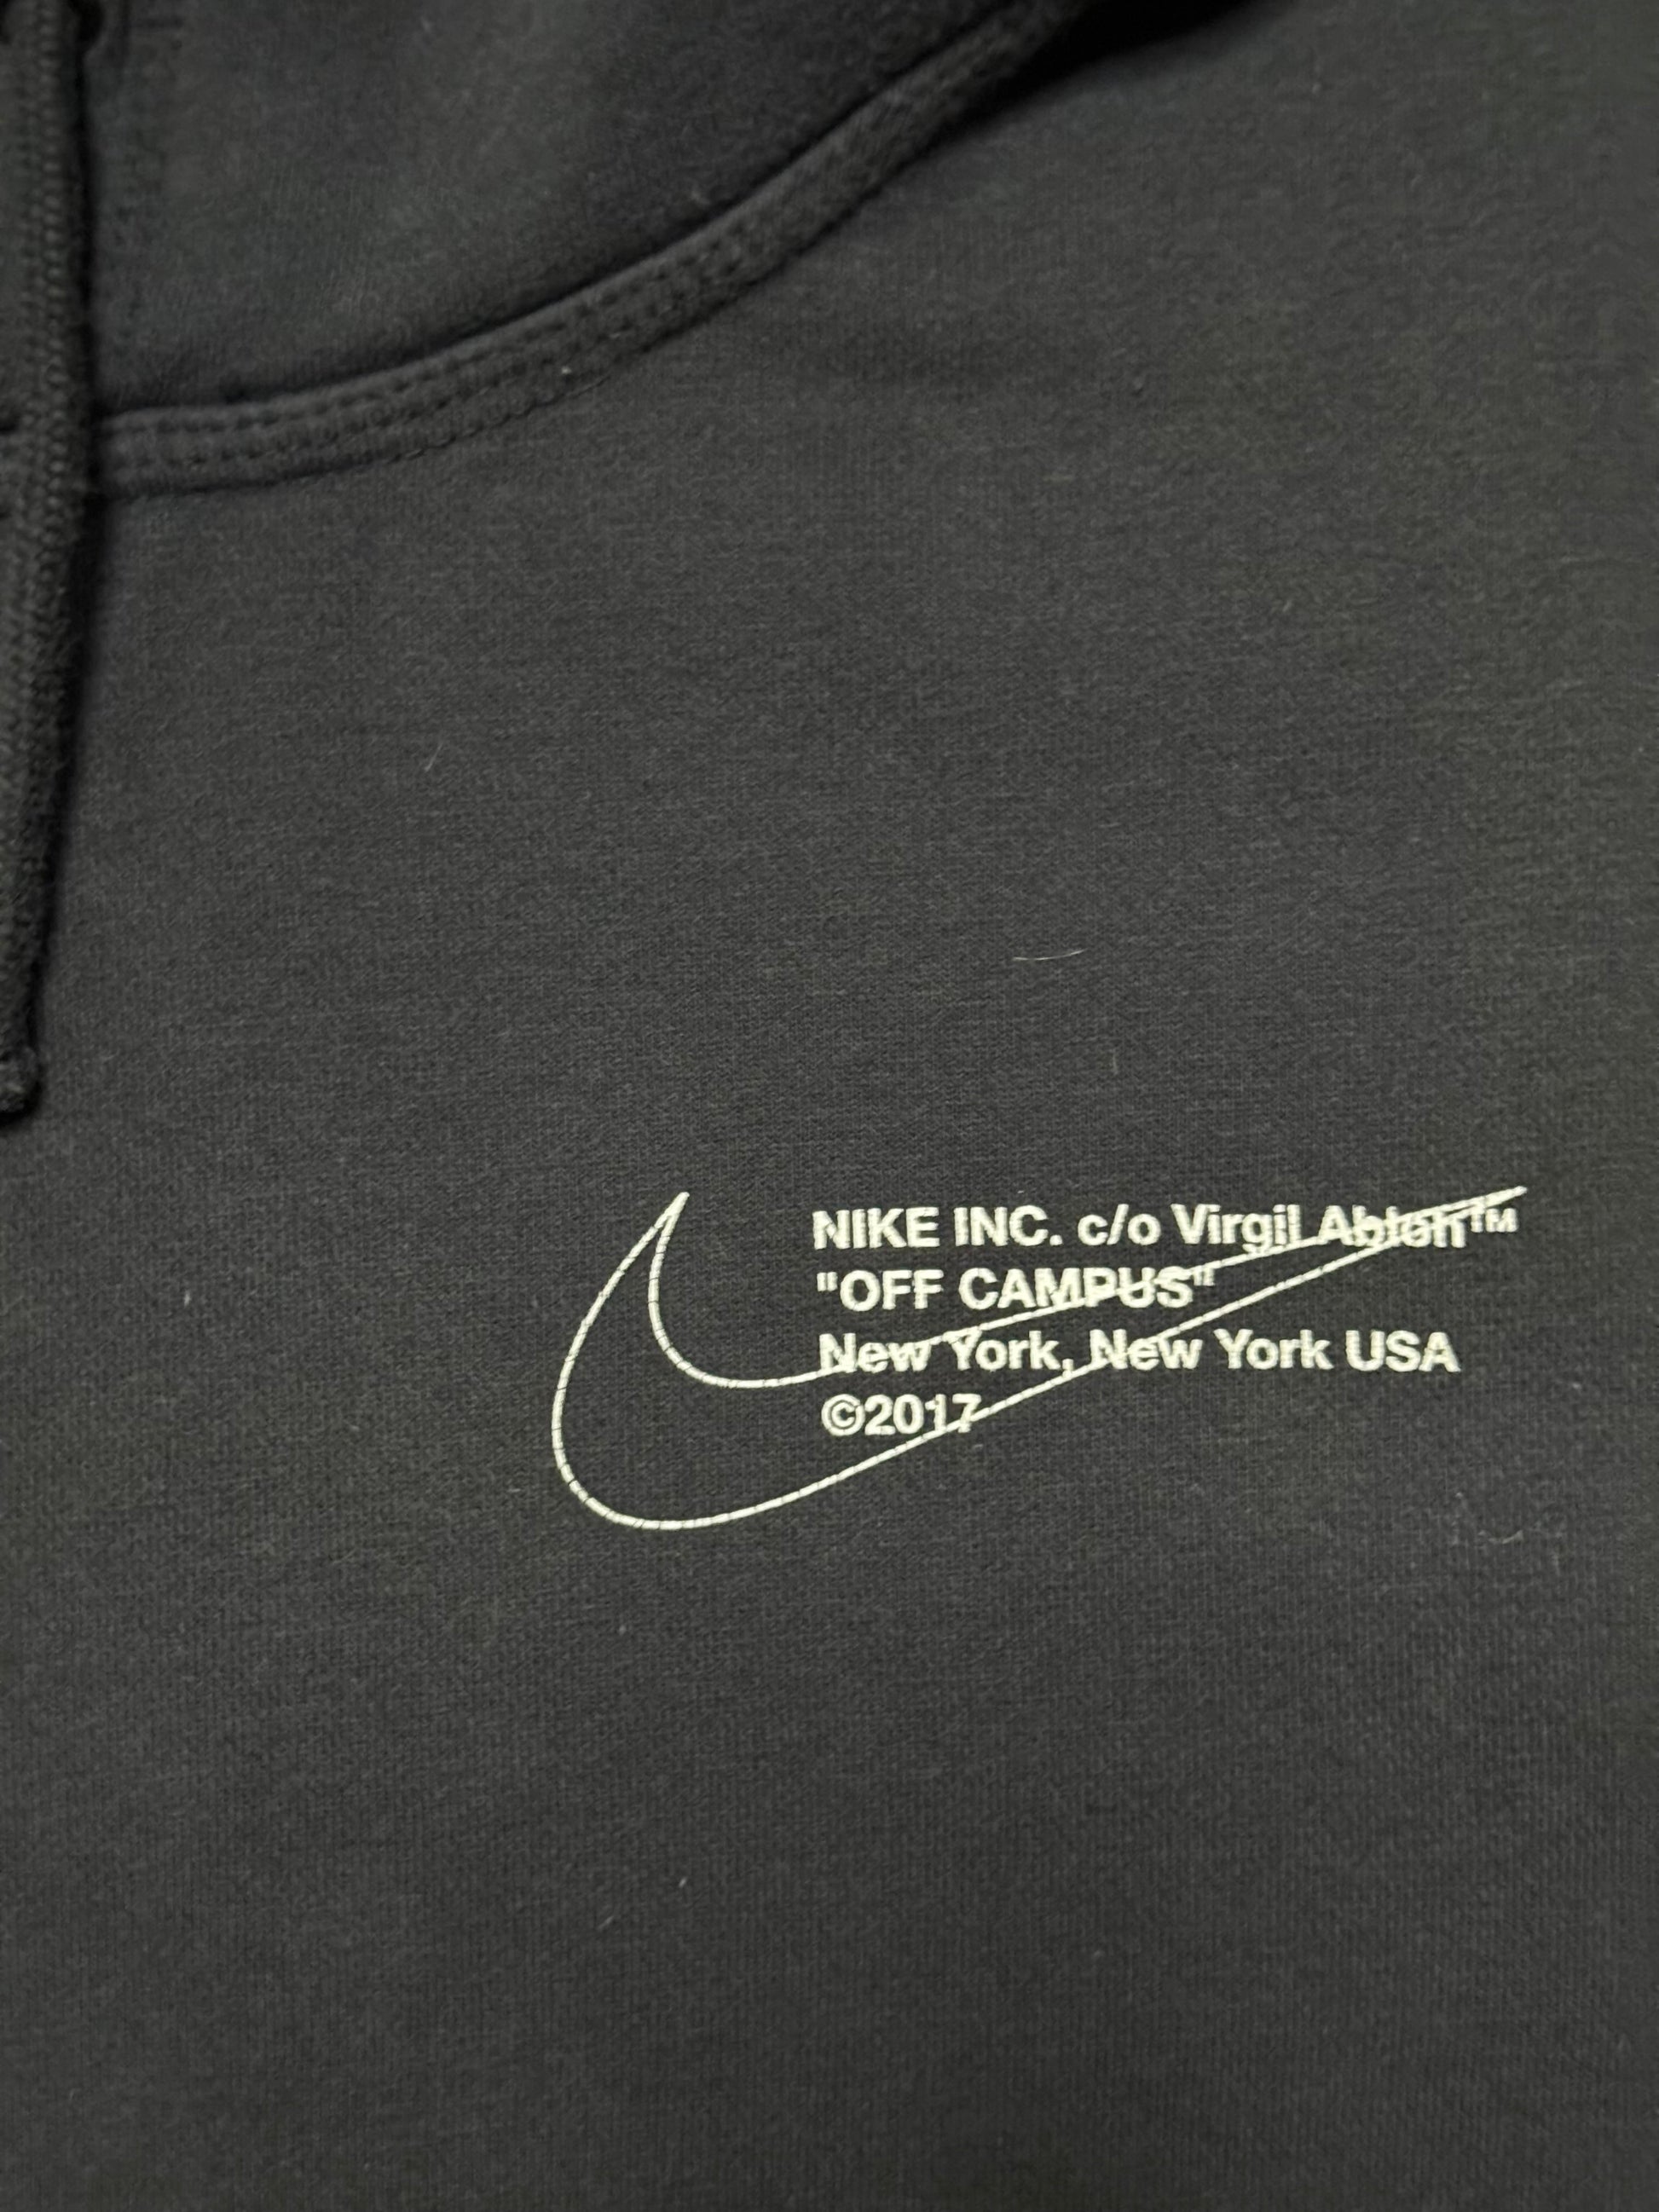 NIKE INC. c/o Virgil Abloh™
"OFF CAMPUS"
New York, New York USA
©2017